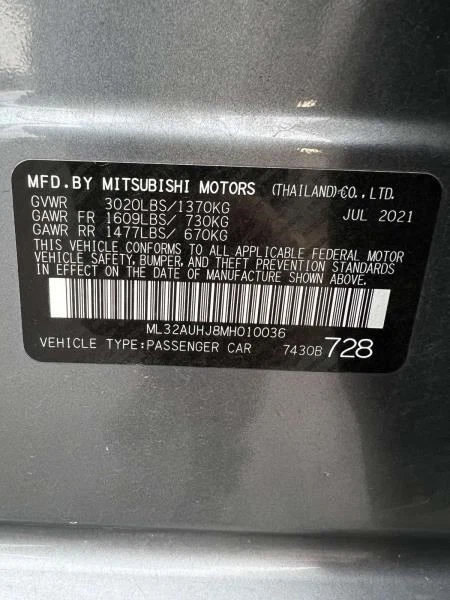 MFD.BY MITSUBISHI MOTORS (THAILAND) CO.,LTD.
GVWR 3020LBS/1370KG JUL 2021
GAWR FR 1609LBS/ 730KG
GAWR RR 1477LBS/ 670KG
THIS VEHICLE CONFORMS TO ALL APPLICABLE FEDERAL MOTOR
VEHICLE SAFETY, BUMPER, AND THEFT PREVENTION STANDARDS
IN EFFECT ON THE DATE OF MANUFACTURE SHOWN ABOVE.
ML32AUHJ8MH010036
VEHICLE TYPE:PASSENGER CAR 7430B 728